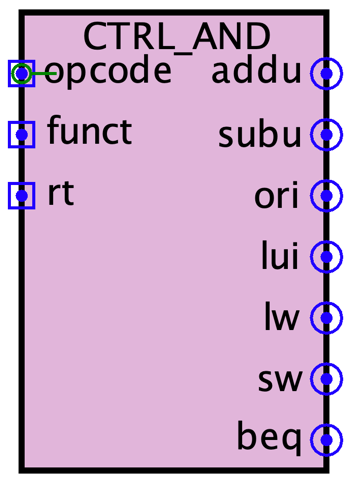 CTRL_AND
opcode addu
funct subu
rt ori
lui
lw
sw
beq